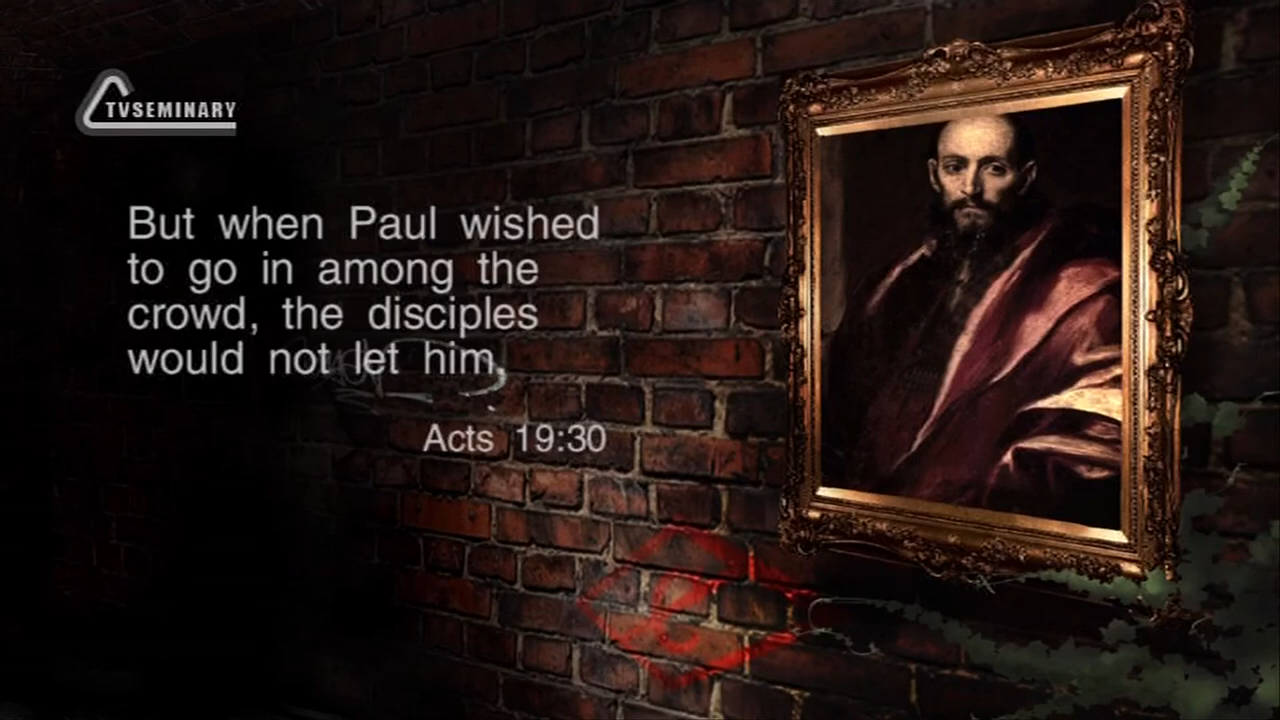 TVSEMINARY
But when Paul wished
to go in among the
crowd, the disciples
would not let him.
Acts 19:30